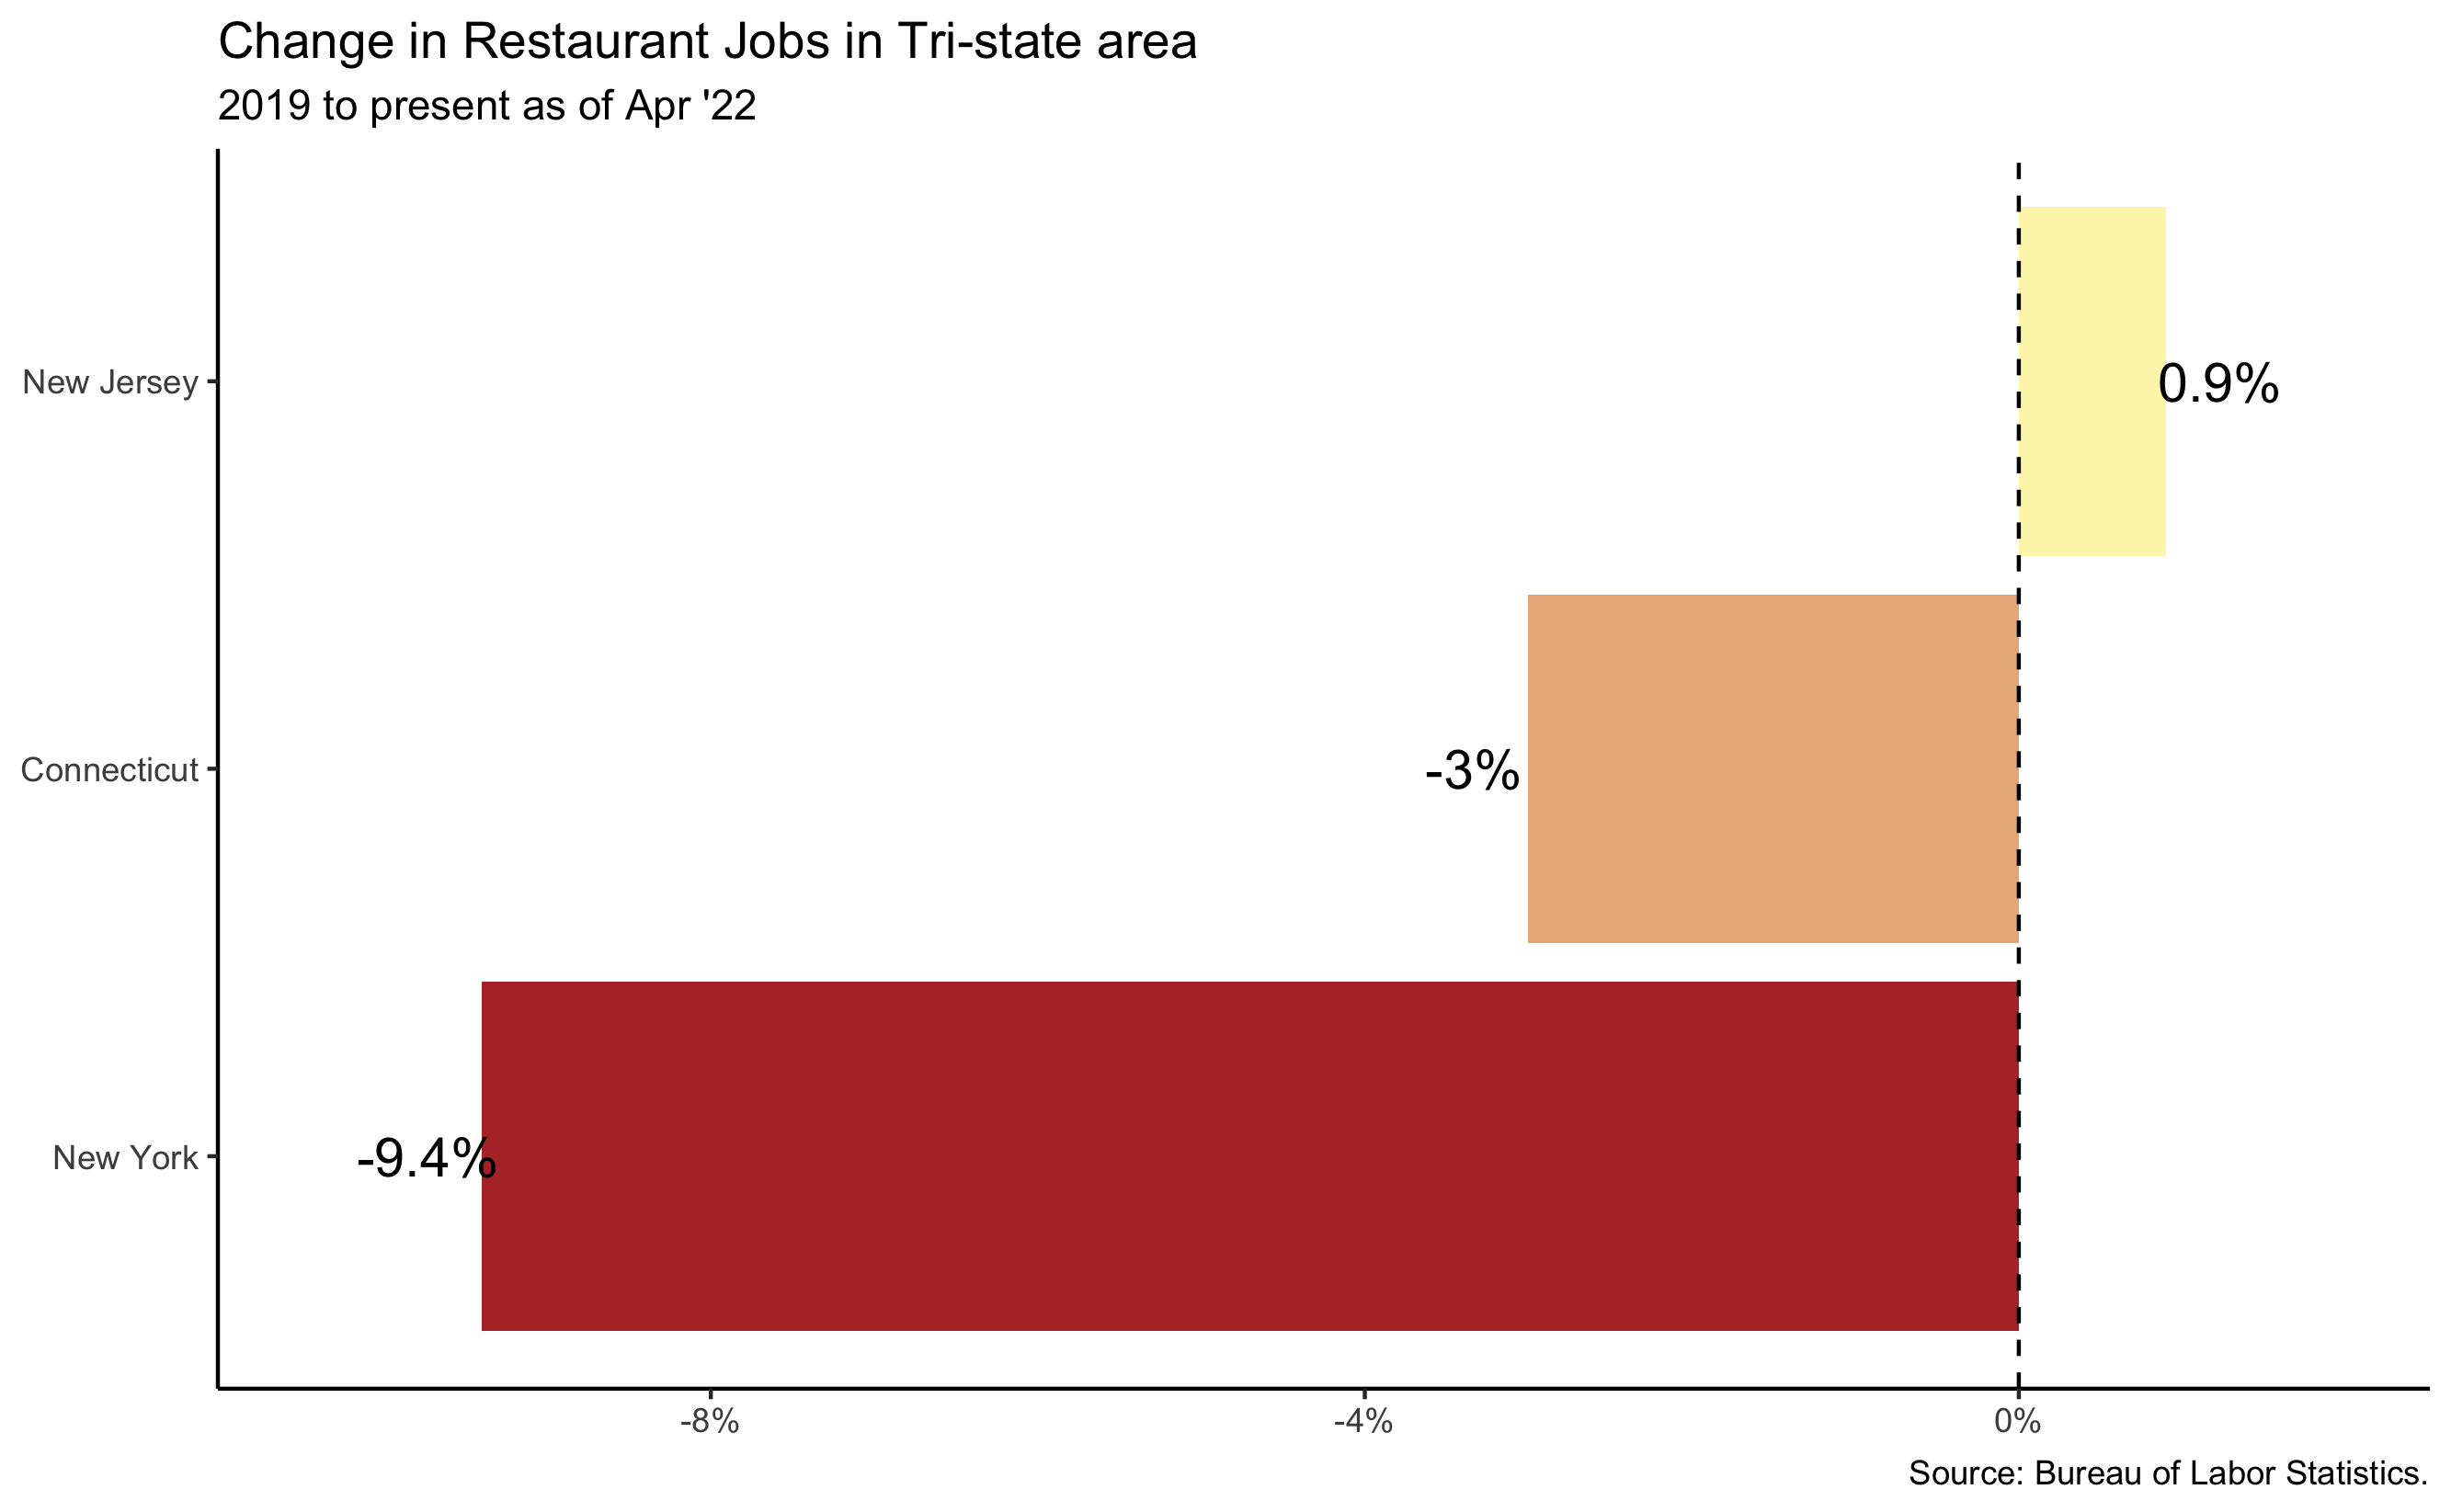 Change in Restaurant Jobs in Tri-state area
2019 to present as of Apr '22
New Jersey
0.9%
Connecticut
-3%
New York
-9.4%
-8%
-4%
0%
Source: Bureau of Labor Statistics.